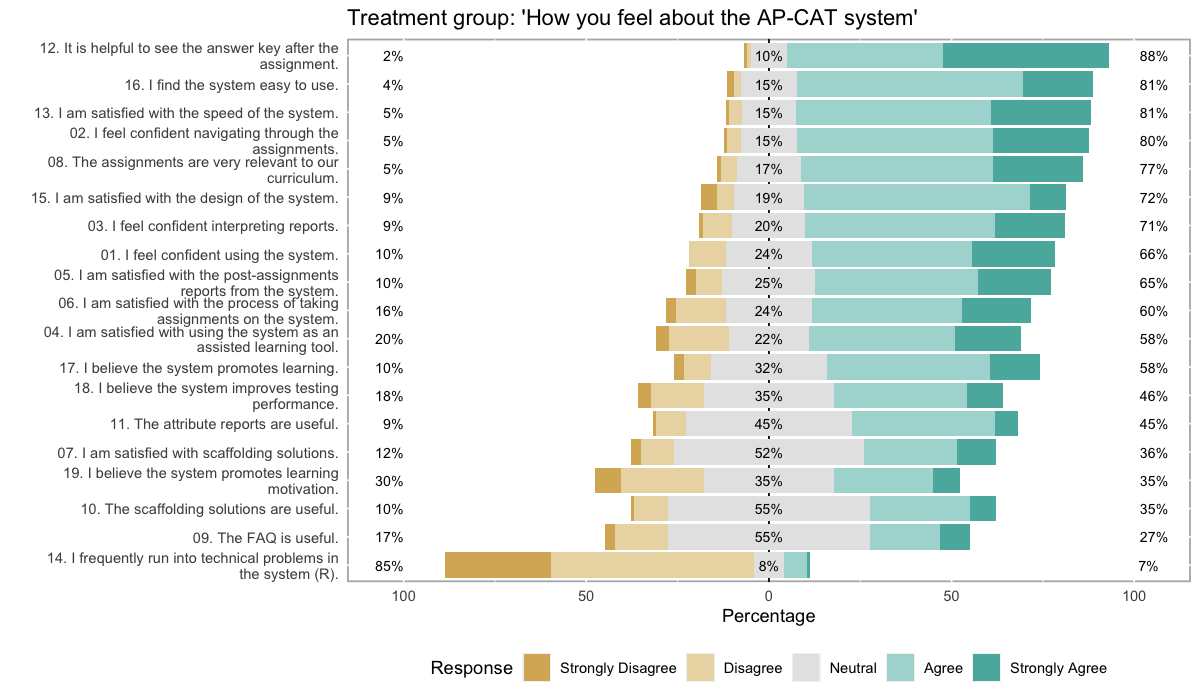 Treatment group: 'How you feel about the AP-CAT system'
12. It is helpful to see the answer key after the
assignment.
2%
10%
88%
16. I find the system easy to use.
4%
15%
81%
13. I am satisfied with the speed of the system.
5%
15%
81%
02. I feel confident navigating through the
assignments.
5%
15%
80%
08. The assignments are very relevant to our
curriculum.
5%
17%
77%
15. I am satisfied with the design of the system.
9%
19%
72%
03. I feel confident interpreting reports.
9%
20%
71%
01. I feel confident using the system.
10%
24%
66%
05. I am satisfied with the post-assignments
reports from the system.
10%
25%
65%
06. I am satisfied with the process of taking
assignments on the system.
16%
24%
60%
04. I am satisfied with using the system as an
assisted learning tool.
20%
22%
58%
17. I believe the system promotes learning.
10%
32%
58%
18. I believe the system improves testing
performance.
18%
35%
46%
11. The attribute reports are useful.
9%
45%
45%
07. I am satisfied with scaffolding solutions.
12%
52%
36%
19. I believe the system promotes learning
motivation.
30%
35%
35%
10. The scaffolding solutions are useful.
10%
55%
35%
09. The FAQ is useful.
17%
55%
27%
14. I frequently run into technical problems in
the system (R).
85%
8%
7%
100 50 0 50 100
Percentage
Response Strongly Disagree Disagree Neutral Agree Strongly Agree